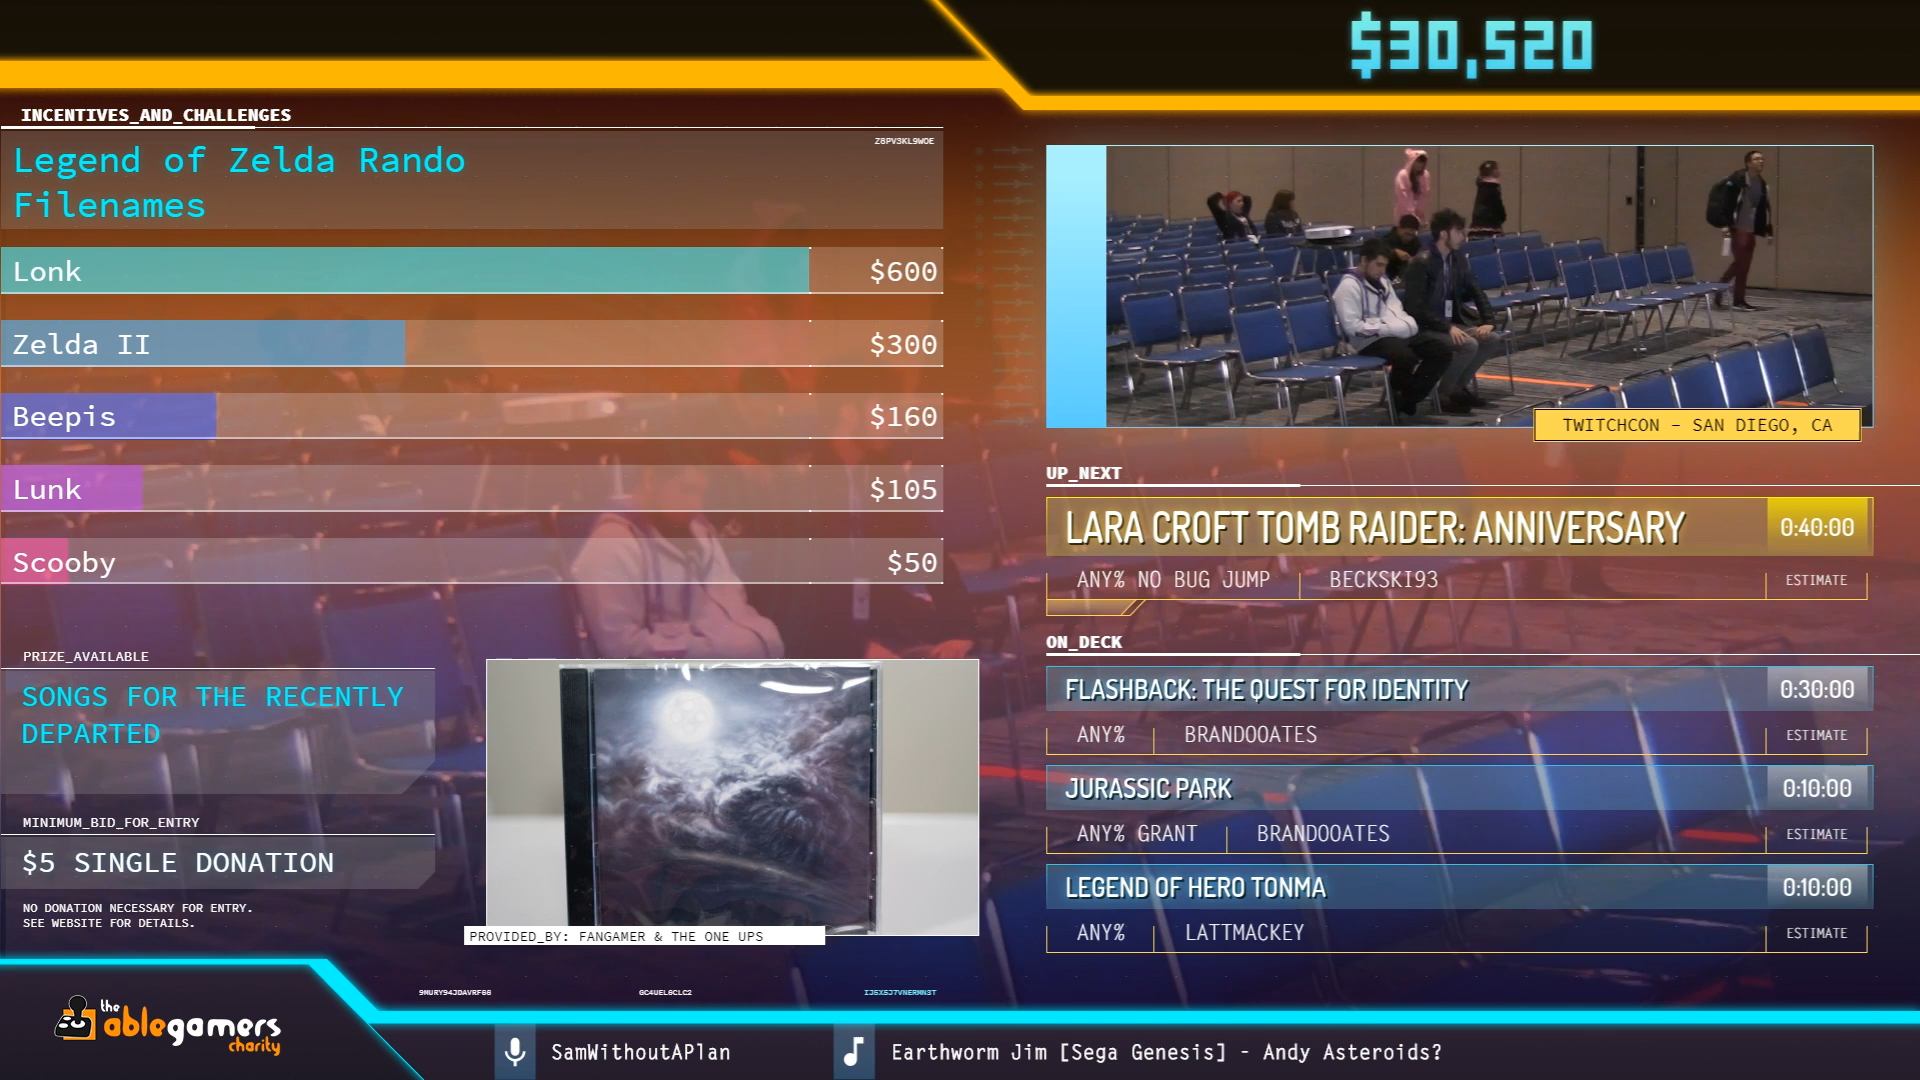 $30,520
INCENTIVES_AND_CHALLENGES
Z8PV3KL9WOE
Legend of Zelda Rando
Filenames
Lonk $600
Zelda II $300
Beepis $160
Lunk $105
Scooby $50
PRIZE_AVAILABLE
SONGS FOR THE RECENTLY
DEPARTED
MINIMUM_BID_FOR_ENTRY
$5 SINGLE DONATION
NO DONATION NECESSARY FOR ENTRY.
SEE WEBSITE FOR DETAILS.
PROVIDED_BY: FANGAMER & THE ONE UPS
TWITCHCON - SAN DIEGO, CA
UP_NEXT
LARA CROFT TOMB RAIDER: ANNIVERSARY 0:40:00
ANY% NO BUG JUMP BECKSKI93 ESTIMATE
ON_DECK
FLASHBACK: THE QUEST FOR IDENTITY 0:30:00
ANY% BRANDOOATES ESTIMATE
JURASSIC PARK 0:10:00
ANY% GRANT BRANDOOATES ESTIMATE
LEGEND OF HERO TONMA 0:10:00
ANY% LATTMACKEY ESTIMATE
9MURY94JDAVRF66 GC4UEL6CLC2 IJ5X5J7VNERMN3T
the
ablegamers
charity
SamWithoutAPlan
Earthworm Jim [Sega Genesis] - Andy Asteroids?